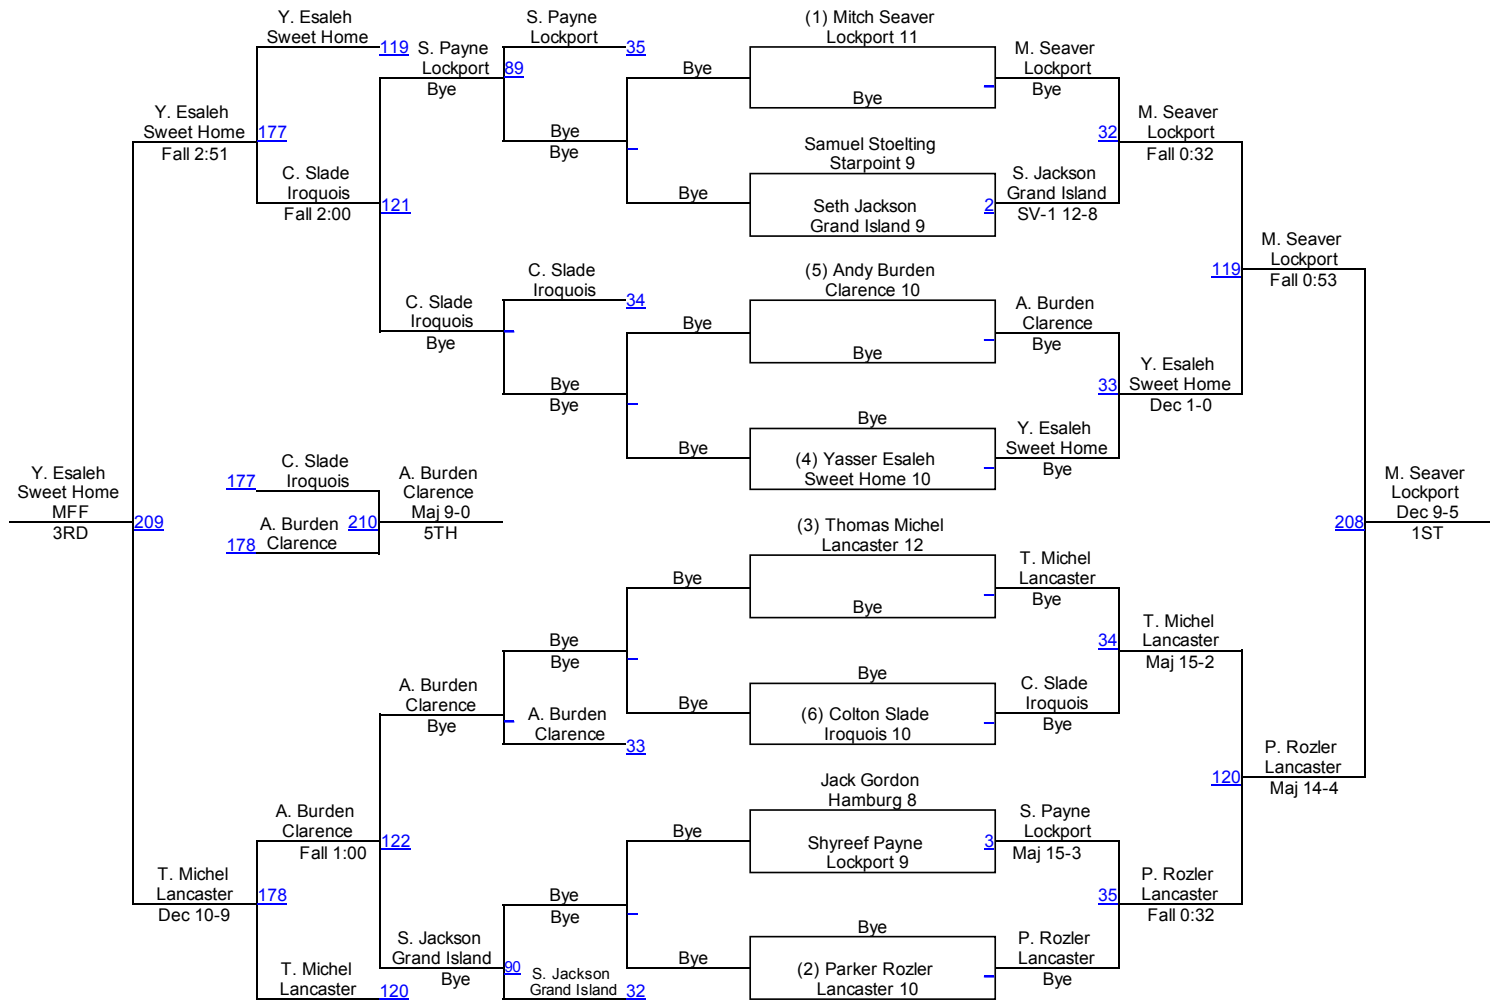 Y. Esaleh
Sweet Home
119
S. Payne
Lockport
35
(1) Mitch Seaver
Lockport 11
S. Payne
Lockport
89
Bye
Bye
Bye
M. Seaver
Lockport
Bye
Y. Esaleh
Sweet Home
177
Fall 2:51
Bye
Bye
32
M. Seaver
Lockport
Fall 0:32
Samuel Stoelting
Starpoint 9
C. Slade
Iroquois
121
Fall 2:00
Bye
Seth Jackson
2
Grand Island 9
S. Jackson
Grand Island
SV-1 12-8
M. Seaver
119
Lockport
Fall 0:53
C. Slade
Iroquois
34
(5) Andy Burden
Clarence 10
C. Slade
Iroquois
Bye
Bye
Bye
A. Burden
Clarence
Bye
Bye
Bye
33
Y. Esaleh
Sweet Home
Dec 1-0
Bye
Bye
(4) Yasser Esaleh
Sweet Home 10
Y. Esaleh
Sweet Home
Bye
Y. Esaleh
Sweet Home
MFF
3RD
209
177
C. Slade
Iroquois
178
A. Burden
Clarence
210
A. Burden
Clarence
Maj 9-0
5TH
208
M. Seaver
Lockport
Dec 9-5
1ST
(3) Thomas Michel
Lancaster 12
Bye
Bye
T. Michel
Lancaster
Bye
Bye
Bye
34
T. Michel
Lancaster
Maj 15-2
A. Burden
Clarence
Bye
A. Burden
Clarence
33
Bye
Bye
(6) Colton Slade
Iroquois 10
C. Slade
Iroquois
Bye
120
P. Rozler
Lancaster
Maj 14-4
Jack Gordon
Hamburg 8
A. Burden
Clarence
122
Fall 1:00
Bye
Shyreef Payne
3
Lockport 9
S. Payne
Lockport
Maj 15-3
T. Michel
Lancaster
178
Dec 10-9
Bye
Bye
35
P. Rozler
Lancaster
Fall 0:32
S. Jackson
Grand Island
90
Bye
Bye
Bye
(2) Parker Rozler
Lancaster 10
P. Rozler
Lancaster
Bye
T. Michel
Lancaster
120
S. Jackson
Grand Island
32